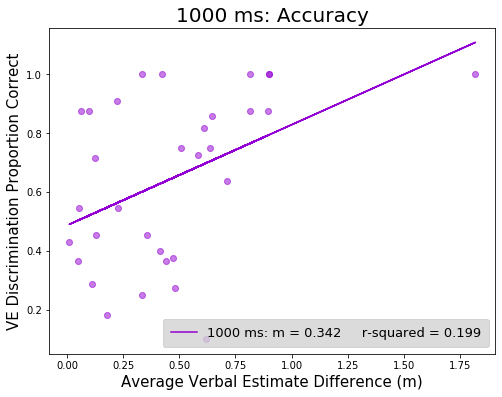 1000 ms: Accuracy
VE Discrimination Proportion Correct
1.0
0.8
0.6
0.4
0.2
1000 ms: m = 0.342 r-squared = 0.199
0.00 0.25 0.50 0.75 1.00 1.25 1.50 1.75
Average Verbal Estimate Difference (m)